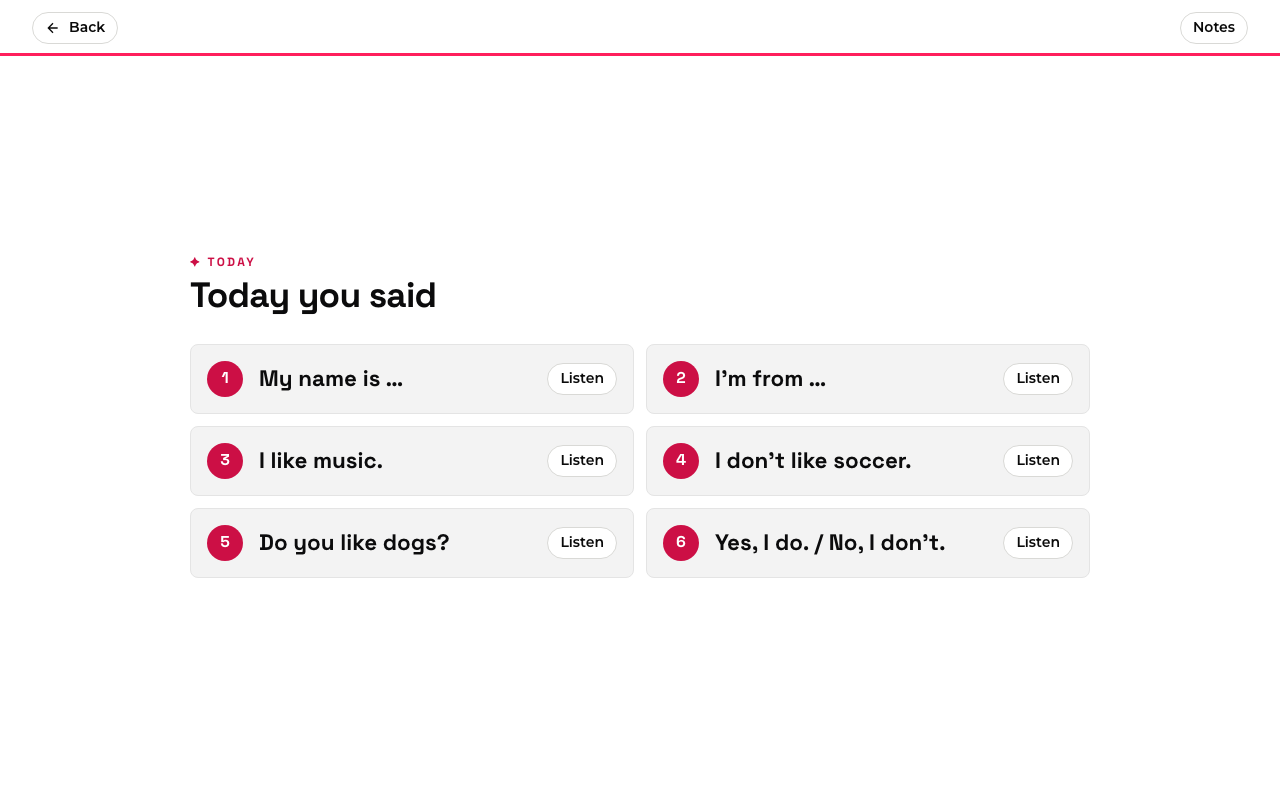 Back
Notes
TODAY
Today you said
1 My name is ... Listen
2 I'm from ... Listen
3 I like music. Listen
4 I don't like soccer. Listen
5 Do you like dogs? Listen
6 Yes, I do. / No, I don't. Listen